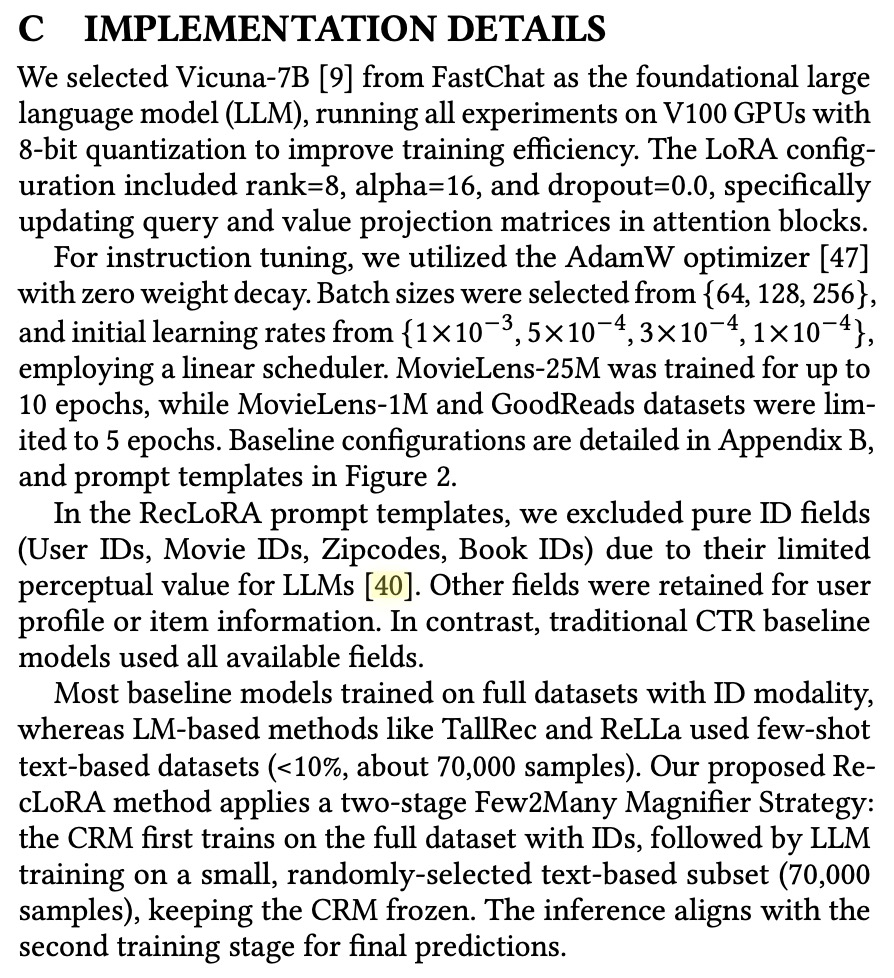 C IMPLEMENTATION DETAILS
We selected Vicuna-7B [9] from FastChat as the foundational large
language model (LLM), running all experiments on V100 GPUs with
8-bit quantization to improve training efficiency. The LoRA config-
uration included rank=8, alpha=16, and dropout=0.0, specifically
updating query and value projection matrices in attention blocks.
For instruction tuning, we utilized the AdamW optimizer [47]
with zero weight decay. Batch sizes were selected from {64, 128, 256},
and initial learning rates from {1×10⁻³, 5×10⁻⁴, 3×10⁻⁴, 1×10⁻⁴},
employing a linear scheduler. MovieLens-25M was trained for up to
10 epochs, while MovieLens-1M and GoodReads datasets were lim-
ited to 5 epochs. Baseline configurations are detailed in Appendix B,
and prompt templates in Figure 2.
In the RecLoRA prompt templates, we excluded pure ID fields
(User IDs, Movie IDs, Zipcodes, Book IDs) due to their limited
perceptual value for LLMs [40]. Other fields were retained for user
profile or item information. In contrast, traditional CTR baseline
models used all available fields.
Most baseline models trained on full datasets with ID modality,
whereas LM-based methods like TallRec and ReLLa used few-shot
text-based datasets (<10%, about 70,000 samples). Our proposed Re-
cLoRA method applies a two-stage Few2Many Magnifier Strategy:
the CRM first trains on the full dataset with IDs, followed by LLM
training on a small, randomly-selected text-based subset (70,000
samples), keeping the CRM frozen. The inference aligns with the
second training stage for final predictions.